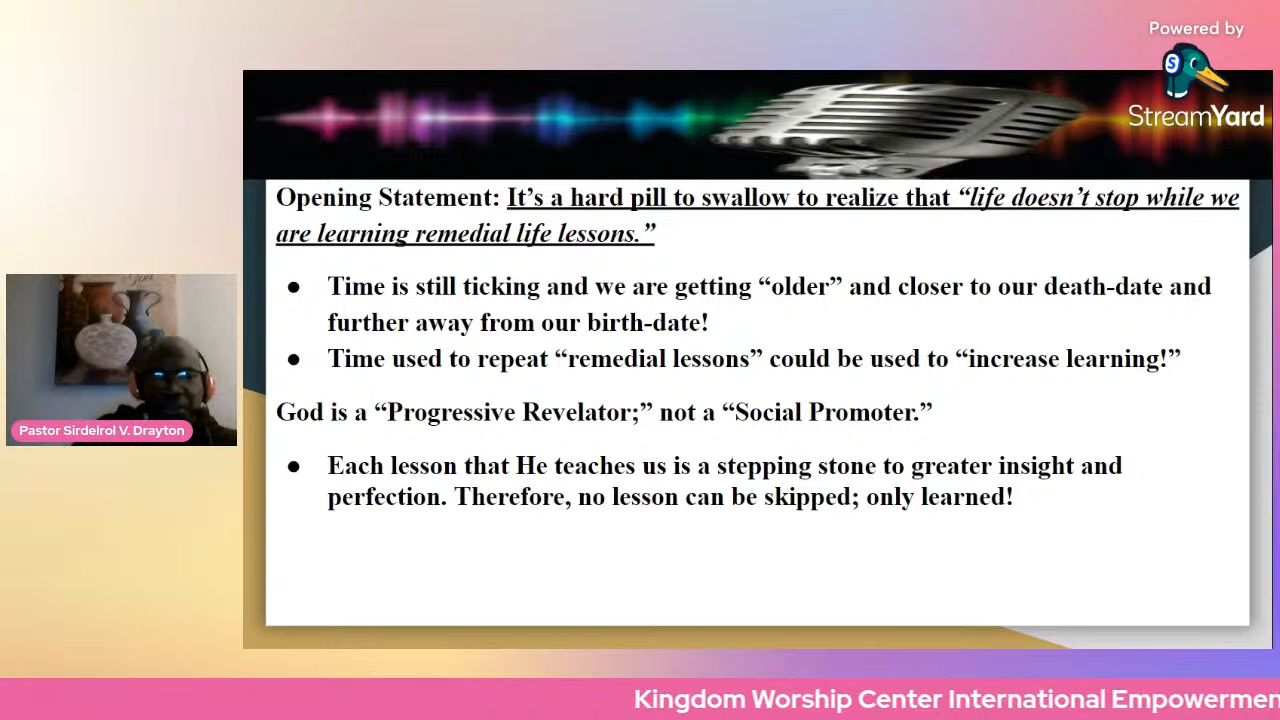 Powered by
S
StreamYard
Opening Statement: It’s a hard pill to swallow to realize that “life doesn’t stop while we
are learning remedial life lessons.”
● Time is still ticking and we are getting “older” and closer to our death-date and
further away from our birth-date!
● Time used to repeat “remedial lessons” could be used to “increase learning!”
God is a “Progressive Revelator;” not a “Social Promoter.”
● Each lesson that He teaches us is a stepping stone to greater insight and
perfection. Therefore, no lesson can be skipped; only learned!
Pastor Sirdelrol V. Drayton
Kingdom Worship Center International Empowermen